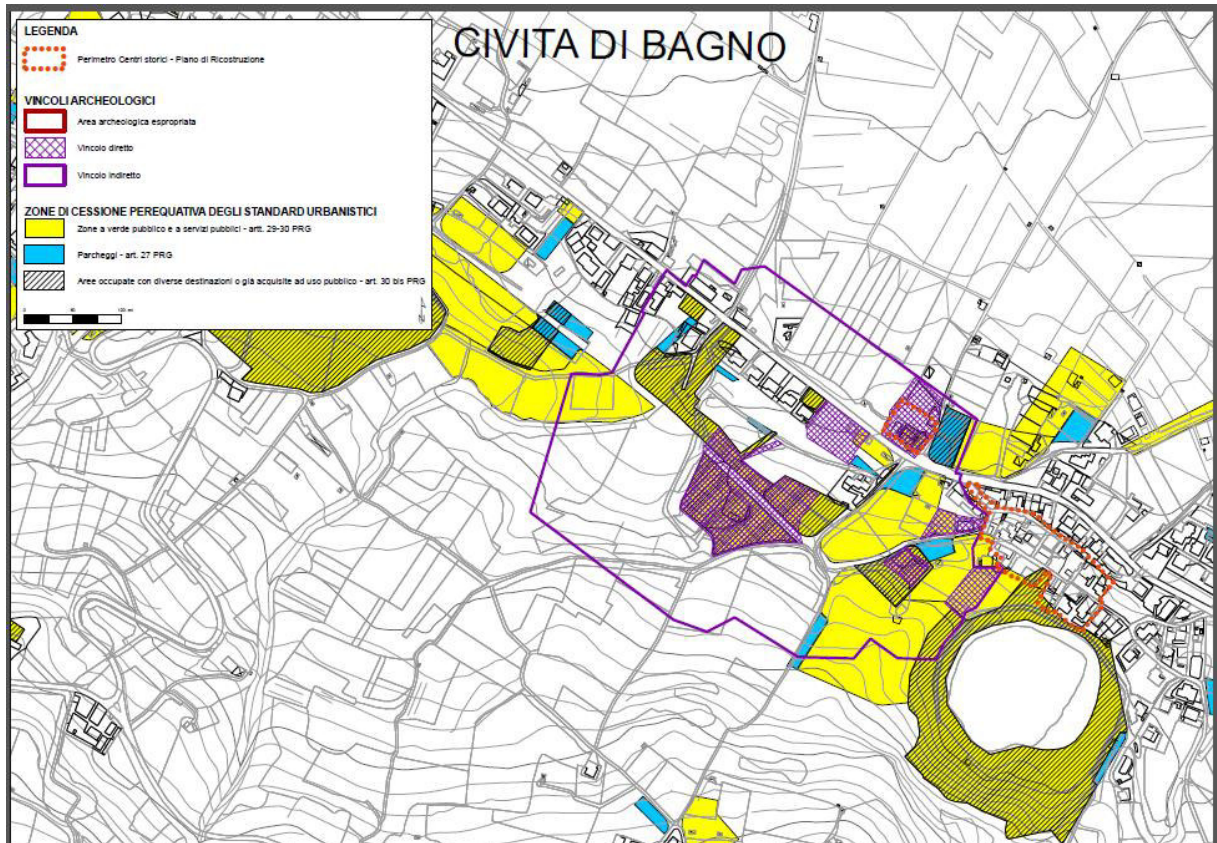 CIVITA DI BAGNO
LEGENDA
Perimetro Centri storici - Piano di Ricostruzione
VINCOLI ARCHEOLOGICI
Area archeologica espropriata
Vincolo diretto
Vincolo indiretto
ZONE DI CESSIONE PEREQUATIVA DEGLI STANDARD URBANISTICI
Zone a verde pubblico e a servizi pubblici - artt. 29-30 PRG
Parcheggi - art. 27 PRG
Aree occupate con diverse destinazioni o già acquisite ad uso pubblico - art. 30 bis PRG